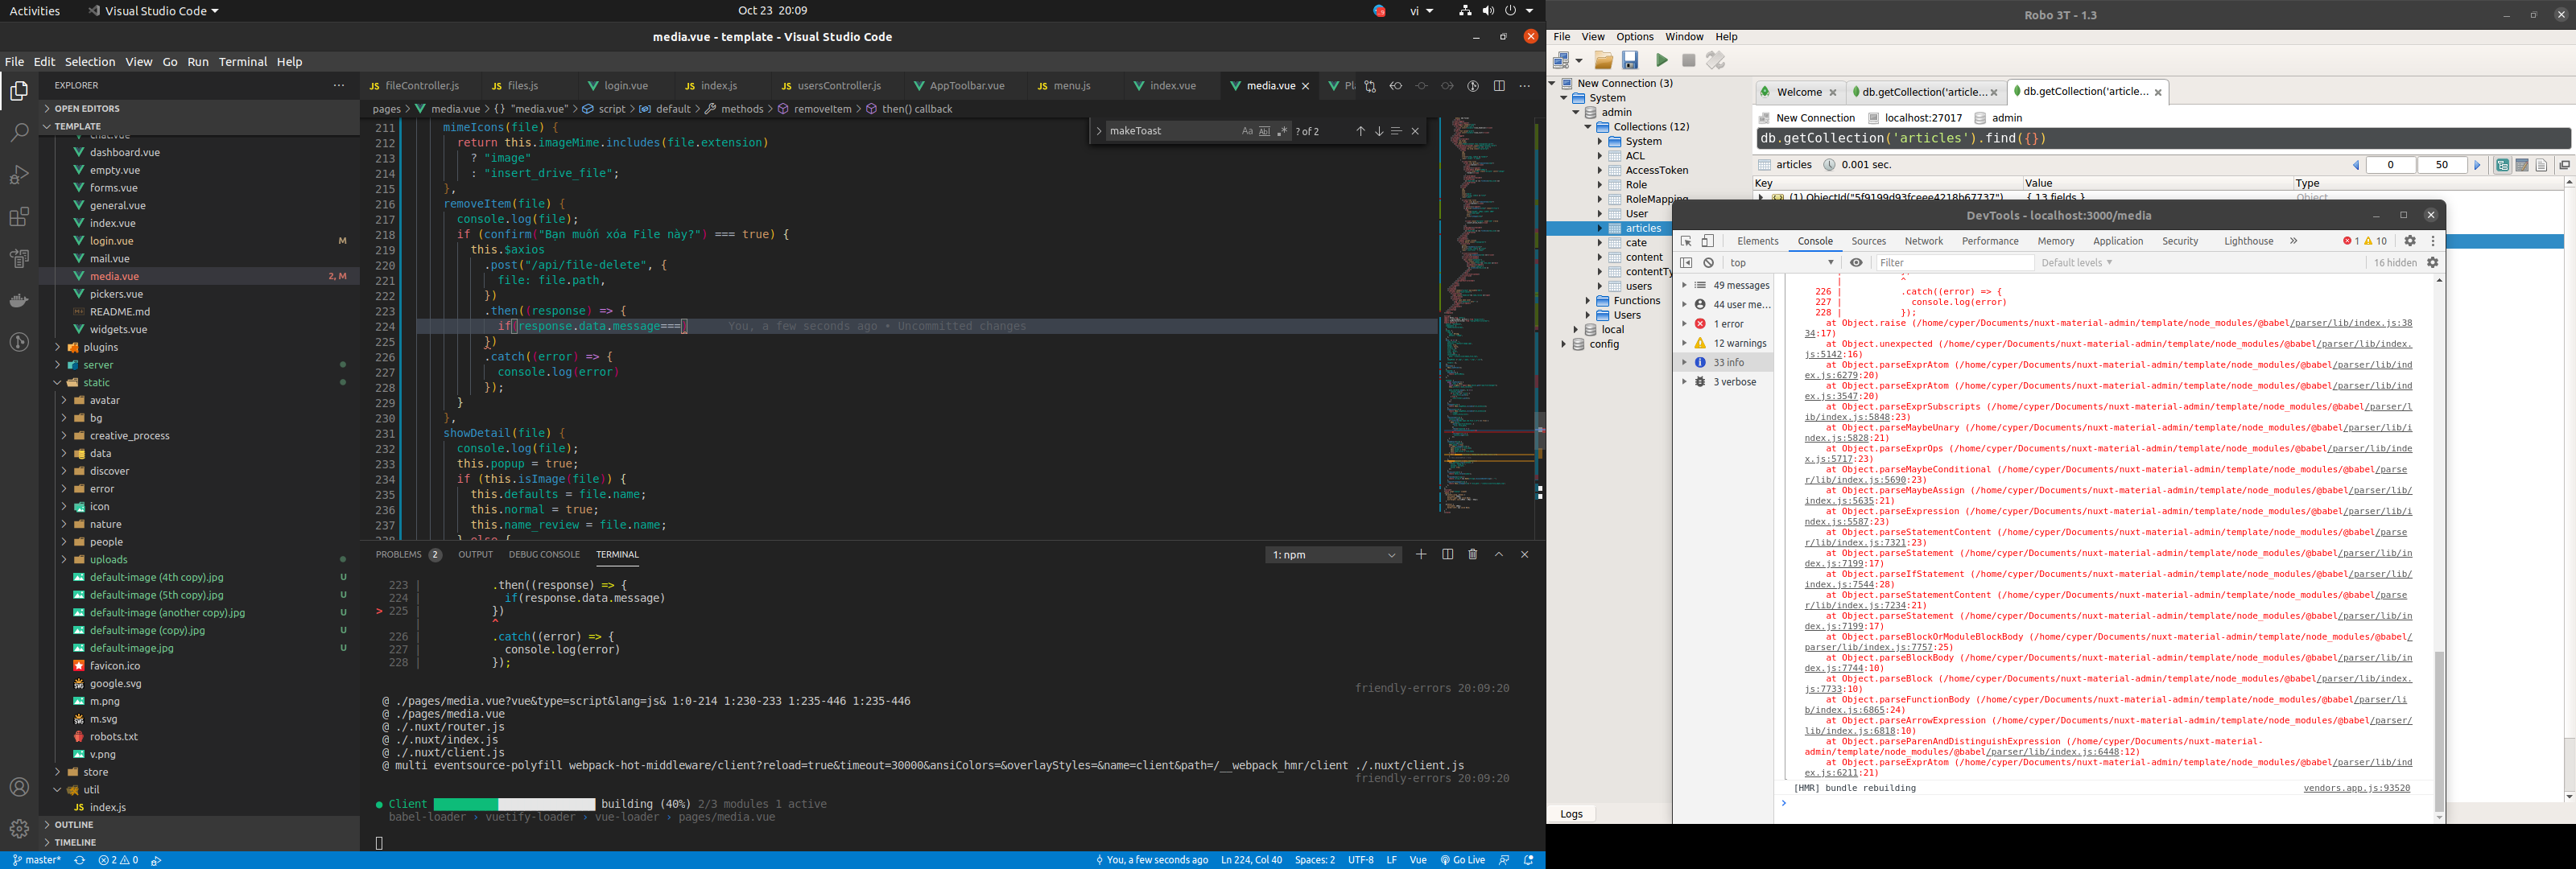 Activities
Visual Studio Code
Oct 23 20:09
vi
media.vue - template - Visual Studio Code
File Edit Selection View Go Run Terminal Help
EXPLORER
OPEN EDITORS
TEMPLATE
dashboard.vue
empty.vue
forms.vue
general.vue
index.vue
login.vue M
mail.vue
media.vue 2, M
pickers.vue
README.md
widgets.vue
plugins
server
static
avatar
bg
creative_process
data
discover
error
icon
nature
people
uploads
default-image (4th copy).jpg U
default-image (5th copy).jpg U
default-image (another copy).jpg U
default-image (copy).jpg U
default-image.jpg U
favicon.ico
google.svg
m.png
m.svg
robots.txt
v.png
store
util
index.js
OUTLINE
TIMELINE
fileController.js files.js login.vue index.js usersController.js AppToolbar.vue menu.js index.vue media.vue
pages > media.vue > {} "media.vue" > script > default > methods > removeItem > then() callback
makeToast
? of 2
211 mimeIcons(file) {
212 return this.imageMime.includes(file.extension)
213 ? "image"
214 : "insert_drive_file";
215 },
216 removeItem(file) {
217 console.log(file);
218 if (confirm("Bạn muốn xóa File này?") === true) {
219 this.$axios
220 .post("/api/file-delete", {
221 file: file.path,
222 })
223 .then((response) => {
224 if(response.data.message===) You, a few seconds ago • Uncommitted changes
225 })
226 .catch((error) => {
227 console.log(error)
228 });
229 }
230 },
231 showDetail(file) {
232 console.log(file);
233 this.popup = true;
234 if (this.isImage(file)) {
235 this.defaults = file.name;
236 this.normal = true;
237 this.name_review = file.name;
238 } else {
PROBLEMS 2 OUTPUT DEBUG CONSOLE TERMINAL
1: npm
223 | .then((response) => {
224 | if(response.data.message)
> 225 | })
| ^
226 | .catch((error) => {
227 | console.log(error)
228 | });
friendly-errors 20:09:20
@ ./pages/media.vue?vue&type=script&lang=js& 1:0-214 1:230-233 1:235-446 1:235-446
@ ./pages/media.vue
@ ./.nuxt/router.js
@ ./.nuxt/index.js
@ ./.nuxt/client.js
@ multi eventsource-polyfill webpack-hot-middleware/client?reload=true&timeout=30000&ansiColors=&overlayStyles=&name=client&path=/__webpack_hmr/client ./.nuxt/client.js
friendly-errors 20:09:20
● Client building (40%) 2/3 modules 1 active
babel-loader › vuetify-loader › vue-loader › pages/media.vue
master* 2 0
You, a few seconds ago Ln 224, Col 40 Spaces: 2 UTF-8 LF Vue Go Live
Robo 3T - 1.3
File View Options Window Help
New Connection (3)
System
admin
Collections (12)
System
ACL
AccessToken
Role
RoleMapping
User
articles
cate
content
users
Functions
Users
local
config
Logs
Welcome db.getCollection('article... db.getCollection('article...
New Connection localhost:27017 admin
db.getCollection('articles').find({})
articles 0.001 sec. 0 50
Key Value Type
(1) ObjectId("5f9199d93fceee4218b67737") { 13 fields } Object
DevTools - localhost:3000/media
Elements Console Sources Network Performance Memory Application Security Lighthouse » 1 10
top Filter Default levels 16 hidden
49 messages
44 user me...
1 error
12 warnings
33 info
3 verbose
| ^
226 | .catch((error) => {
227 | console.log(error)
228 | });
at Object.raise (/home/cyper/Documents/nuxt-material-admin/template/node_modules/@babel/parser/lib/index.js:38
34:17)
at Object.unexpected (/home/cyper/Documents/nuxt-material-admin/template/node_modules/@babel/parser/lib/index.
js:5142:16)
at Object.parseExprAtom (/home/cyper/Documents/nuxt-material-admin/template/node_modules/@babel/parser/lib/ind
ex.js:6279:20)
at Object.parseExprAtom (/home/cyper/Documents/nuxt-material-admin/template/node_modules/@babel/parser/lib/ind
ex.js:3547:20)
at Object.parseExprSubscripts (/home/cyper/Documents/nuxt-material-admin/template/node_modules/@babel/parser/l
ib/index.js:5848:23)
at Object.parseMaybeUnary (/home/cyper/Documents/nuxt-material-admin/template/node_modules/@babel/parser/lib/i
ndex.js:5828:21)
at Object.parseExprOps (/home/cyper/Documents/nuxt-material-admin/template/node_modules/@babel/parser/lib/inde
x.js:5717:23)
at Object.parseMaybeConditional (/home/cyper/Documents/nuxt-material-admin/template/node_modules/@babel/parse
r/lib/index.js:5690:23)
at Object.parseMaybeAssign (/home/cyper/Documents/nuxt-material-admin/template/node_modules/@babel/parser/lib/
index.js:5635:21)
at Object.parseExpression (/home/cyper/Documents/nuxt-material-admin/template/node_modules/@babel/parser/lib/i
ndex.js:5587:23)
at Object.parseStatementContent (/home/cyper/Documents/nuxt-material-admin/template/node_modules/@babel/parse
r/lib/index.js:7321:23)
at Object.parseStatement (/home/cyper/Documents/nuxt-material-admin/template/node_modules/@babel/parser/lib/in
dex.js:7199:17)
at Object.parseIfStatement (/home/cyper/Documents/nuxt-material-admin/template/node_modules/@babel/parser/lib/
index.js:7544:28)
at Object.parseStatementContent (/home/cyper/Documents/nuxt-material-admin/template/node_modules/@babel/parse
r/lib/index.js:7234:21)
at Object.parseStatement (/home/cyper/Documents/nuxt-material-admin/template/node_modules/@babel/parser/lib/in
dex.js:7199:17)
at Object.parseBlockOrModuleBlockBody (/home/cyper/Documents/nuxt-material-admin/template/node_modules/@babel/
parser/lib/index.js:7757:25)
at Object.parseBlockBody (/home/cyper/Documents/nuxt-material-admin/template/node_modules/@babel/parser/lib/in
dex.js:7744:10)
at Object.parseBlock (/home/cyper/Documents/nuxt-material-admin/template/node_modules/@babel/parser/lib/index.
js:7733:10)
at Object.parseFunctionBody (/home/cyper/Documents/nuxt-material-admin/template/node_modules/@babel/parser/li
b/index.js:6865:24)
at Object.parseArrowExpression (/home/cyper/Documents/nuxt-material-admin/template/node_modules/@babel/parser/
lib/index.js:6818:10)
at Object.parseParenAndDistinguishExpression (/home/cyper/Documents/nuxt-material-
admin/template/node_modules/@babel/parser/lib/index.js:6448:12)
at Object.parseExprAtom (/home/cyper/Documents/nuxt-material-admin/template/node_modules/@babel/parser/lib/ind
ex.js:6211:21)
[HMR] bundle rebuilding vendors.app.js:93520